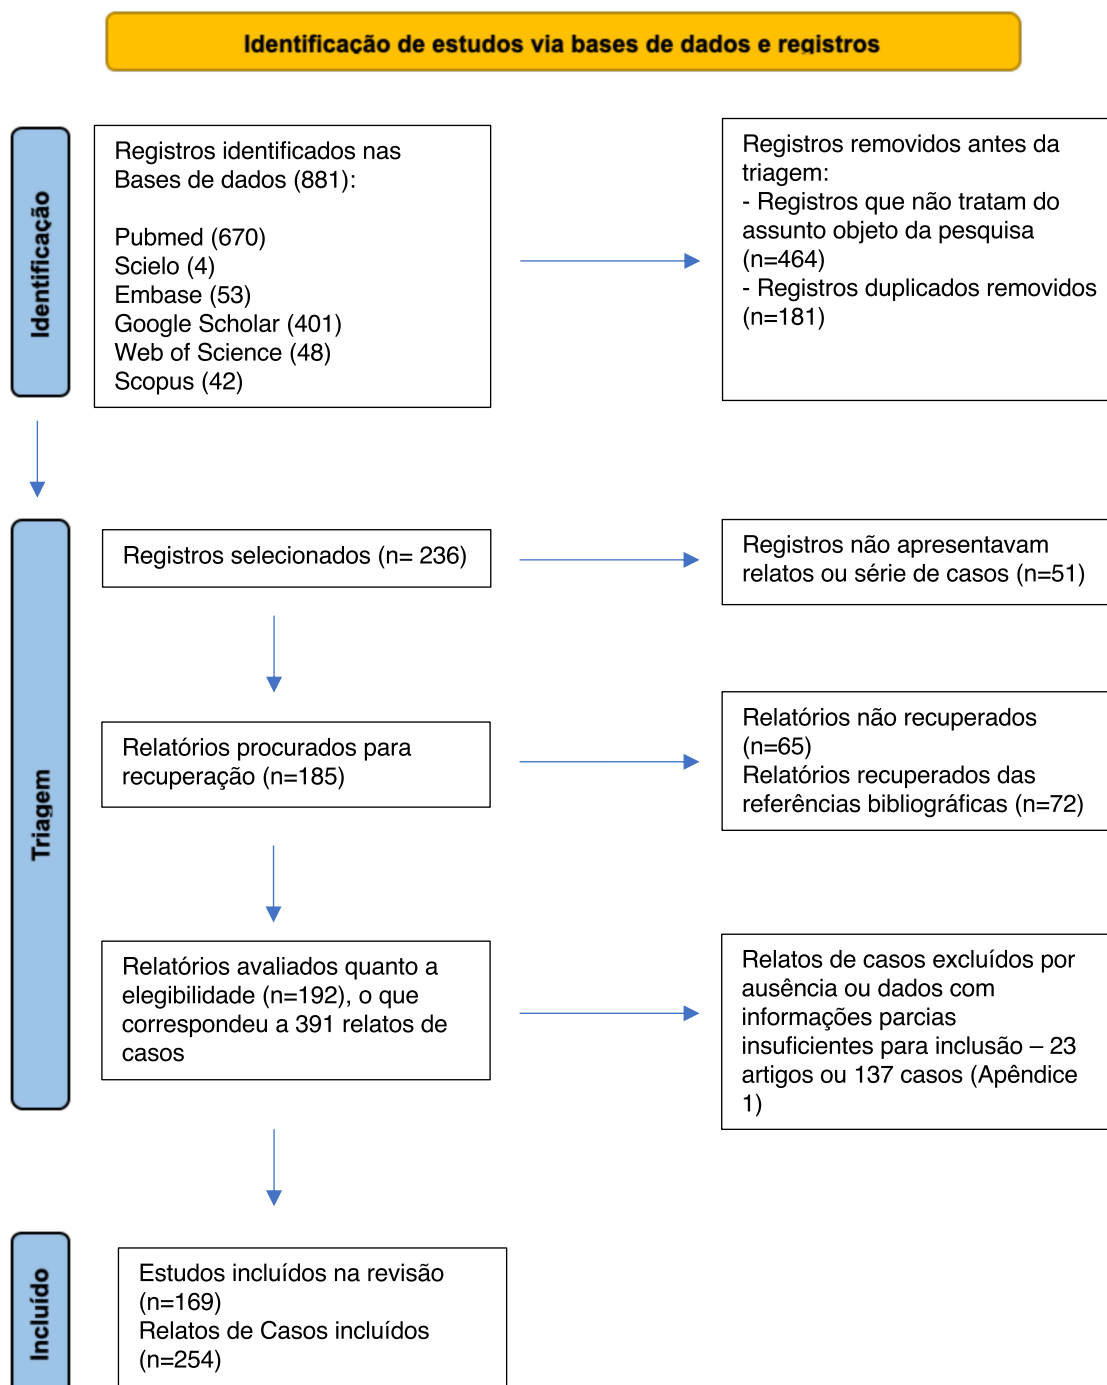 Identificação de estudos via bases de dados e registros
Identificação
Registros identificados nas
Bases de dados (881):
Pubmed (670)
Scielo (4)
Embase (53)
Google Scholar (401)
Web of Science (48)
Scopus (42)
Registros removidos antes da
triagem:
- Registros que não tratam do
assunto objeto da pesquisa
(n=464)
- Registros duplicados removidos
(n=181)
Triagem
Registros selecionados (n= 236)
Registros não apresentavam
relatos ou série de casos (n=51)
Relatórios procurados para
recuperação (n=185)
Relatórios não recuperados
(n=65)
Relatórios recuperados das
referências bibliográficas (n=72)
Relatórios avaliados quanto a
elegibilidade (n=192), o que
correspondeu a 391 relatos de
casos
Relatos de casos excluídos por
ausência ou dados com
informações parcias
insuficientes para inclusão – 23
artigos ou 137 casos (Apêndice
1)
Incluído
Estudos incluídos na revisão
(n=169)
Relatos de Casos incluídos
(n=254)